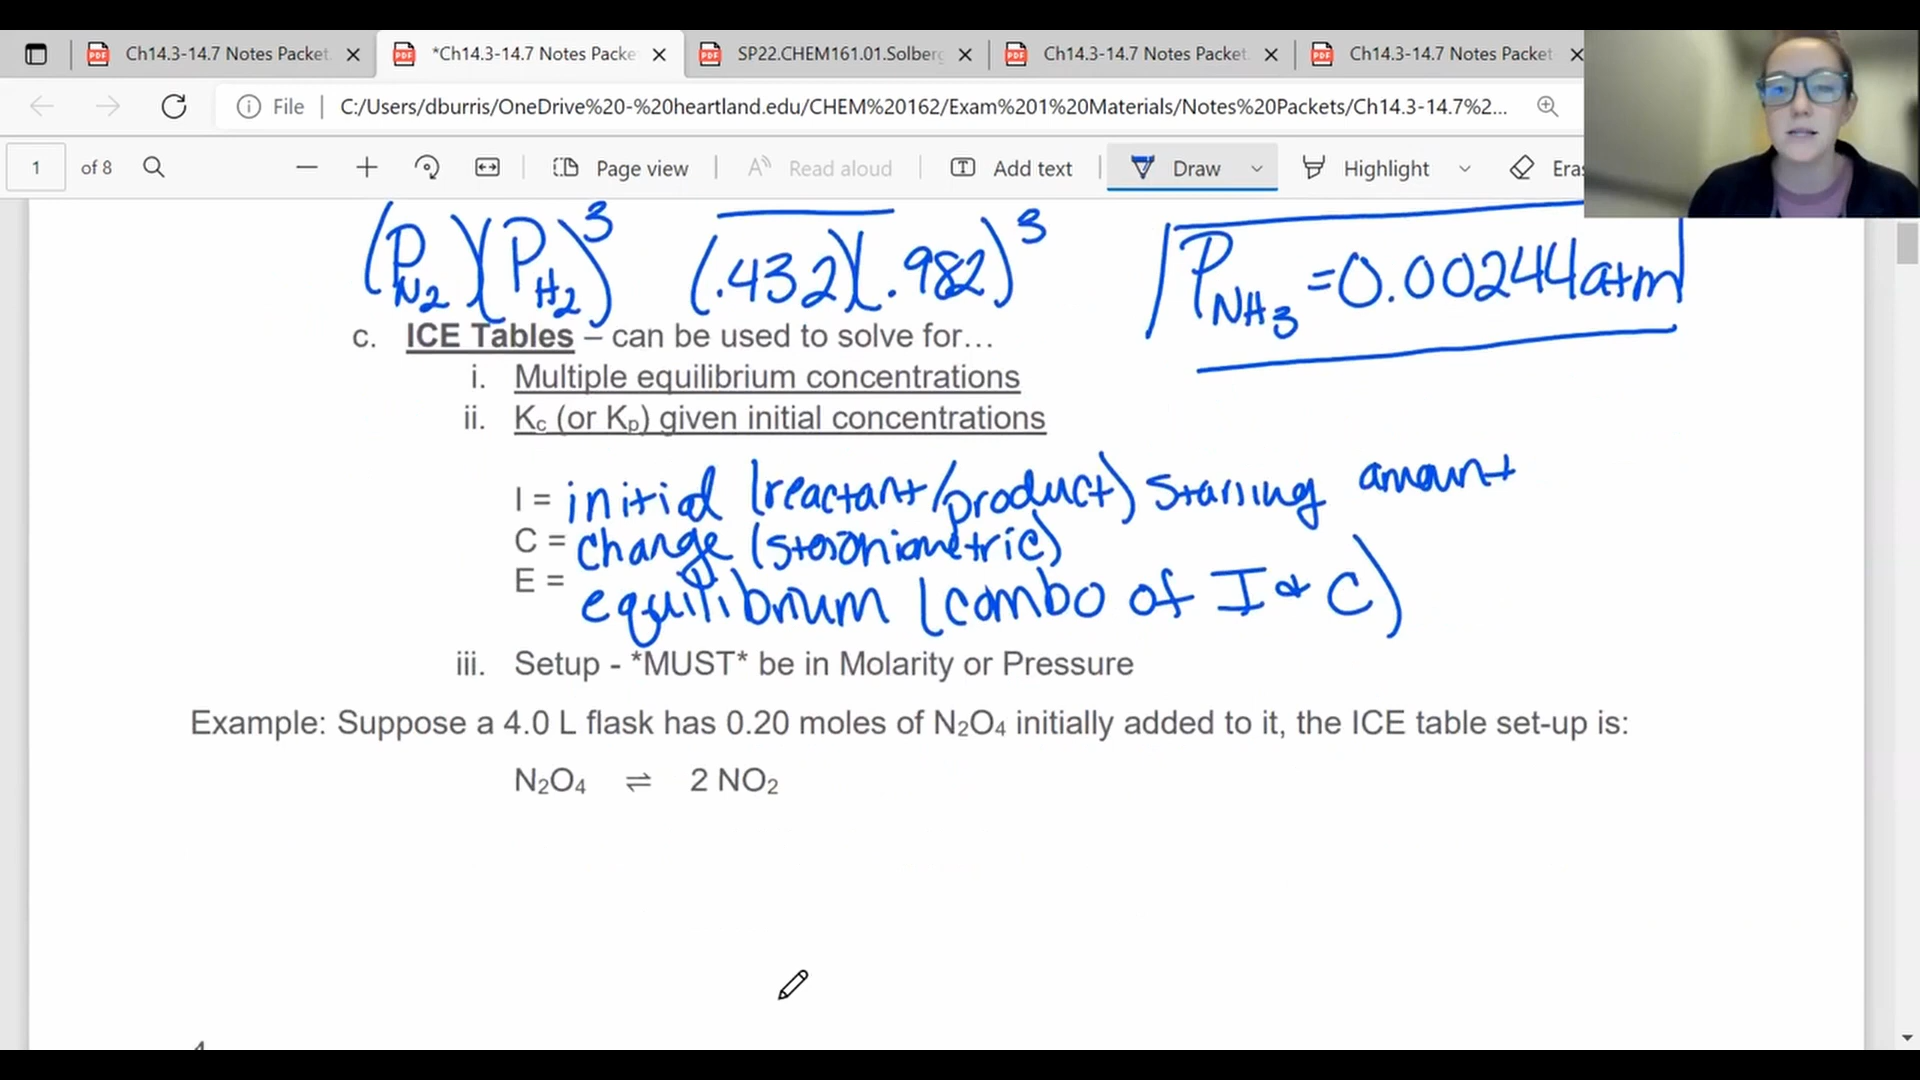 Ch14.3-14.7 Notes Packet
*Ch14.3-14.7 Notes Packe
SP22.CHEM161.01.Solberg
Ch14.3-14.7 Notes Packet
Ch14.3-14.7 Notes Packet
File | C:/Users/dburris/OneDrive%20-%20heartland.edu/CHEM%20162/Exam%201%20Materials/Notes%20Packets/Ch14.3-14.7%2...
1 of 8 Page view Read aloud Add text Draw Highlight Eras
(P N₂)(P H₂)³ (.432)(.982)³ P NH₃ = 0.00244 atm
c. ICE Tables – can be used to solve for…
i. Multiple equilibrium concentrations
ii. Kc (or Kp) given initial concentrations
I = initial (reactant/product) starting amount
C = change (stoichiometric)
E = equilibrium (combo of I & C)
iii. Setup - *MUST* be in Molarity or Pressure
Example: Suppose a 4.0 L flask has 0.20 moles of N₂O₄ initially added to it, the ICE table set-up is:
N₂O₄ ⇌ 2 NO₂